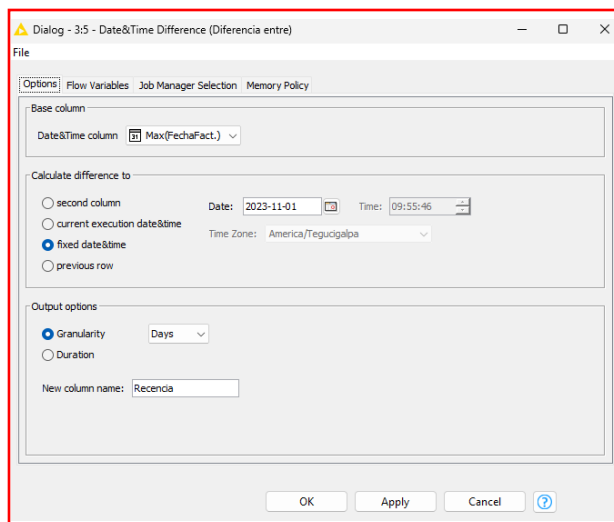 Dialog - 3:5 - Date&Time Difference (Diferencia entre)
File
Options Flow Variables Job Manager Selection Memory Policy
Base column
Date&Time column 31 Max(FechaFact.)
Calculate difference to
second column Date: 2023-11-01 Time: 09:55:46
current execution date&time Time Zone: America/Tegucigalpa
fixed date&time
previous row
Output options
Granularity Days
Duration
New column name: Recencia
OK Apply Cancel ?